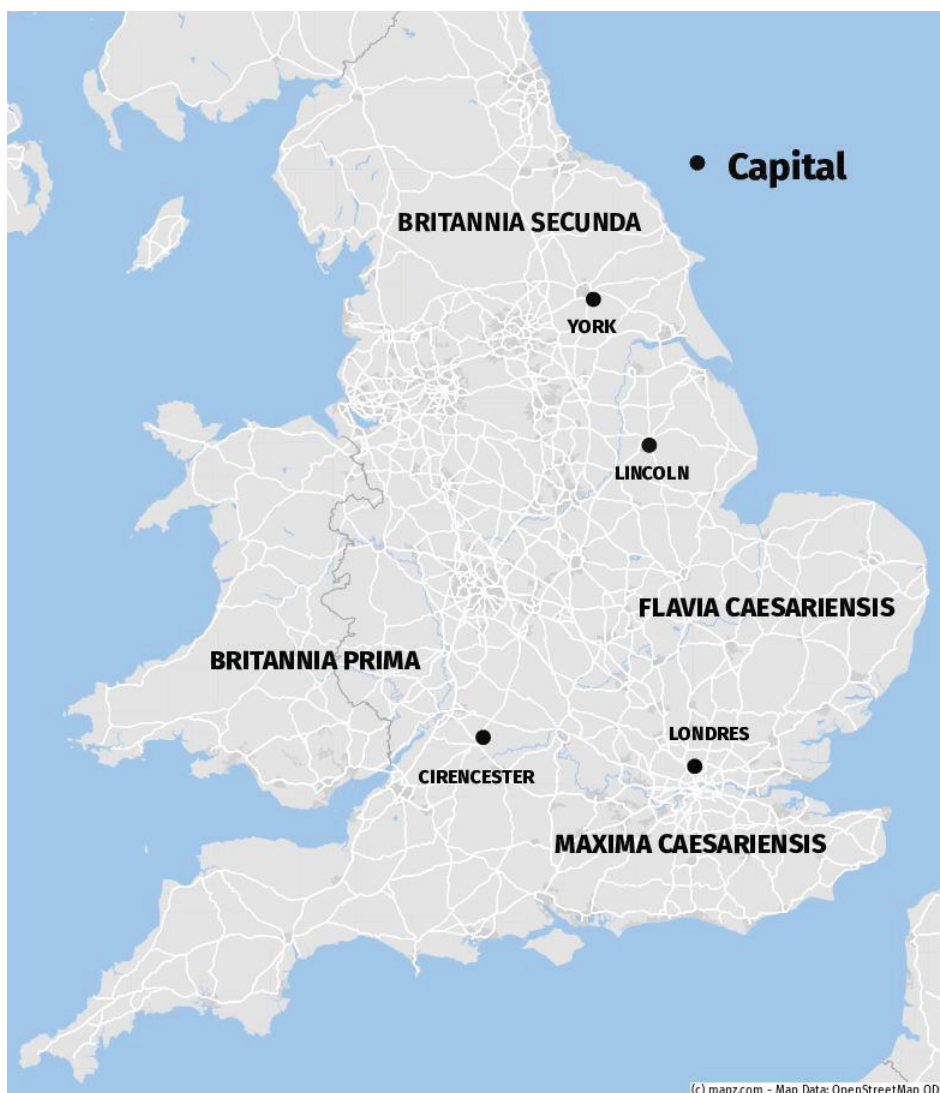 Capital
BRITANNIA SECUNDA
YORK
LINCOLN
FLAVIA CAESARIENSIS
BRITANNIA PRIMA
LONDRES
CIRENCESTER
MAXIMA CAESARIENSIS
(c) mapz.com - Map Data: OpenStreetMap OD